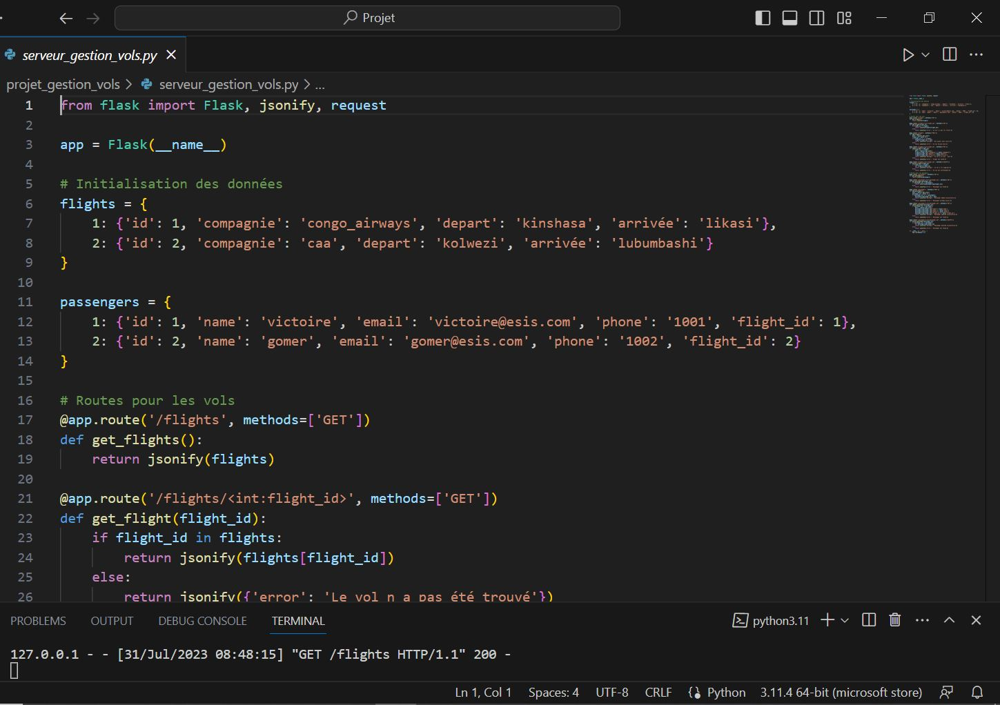 Projet
serveur_gestion_vols.py
projet_gestion_vols > serveur_gestion_vols.py > ...
1 from flask import Flask, jsonify, request
2
3 app = Flask(__name__)
4
5 # Initialisation des données
6 flights = {
7     1: {'id': 1, 'compagnie': 'congo_airways', 'depart': 'kinshasa', 'arrivée': 'likasi'},
8     2: {'id': 2, 'compagnie': 'caa', 'depart': 'kolwezi', 'arrivée': 'lubumbashi'}
9 }
10
11 passengers = {
12     1: {'id': 1, 'name': 'victoire', 'email': 'victoire@esis.com', 'phone': '1001', 'flight_id': 1},
13     2: {'id': 2, 'name': 'gomer', 'email': 'gomer@esis.com', 'phone': '1002', 'flight_id': 2}
14 }
15
16 # Routes pour les vols
17 @app.route('/flights', methods=['GET'])
18 def get_flights():
19     return jsonify(flights)
20
21 @app.route('/flights/<int:flight_id>', methods=['GET'])
22 def get_flight(flight_id):
23     if flight_id in flights:
24         return jsonify(flights[flight_id])
25     else:
26         return jsonify({'error': 'Le vol n a pas été trouvé'})
PROBLEMS OUTPUT DEBUG CONSOLE TERMINAL python3.11
127.0.0.1 - - [31/Jul/2023 08:48:15] "GET /flights HTTP/1.1" 200 -
Ln 1, Col 1 Spaces: 4 UTF-8 CRLF Python 3.11.4 64-bit (microsoft store)